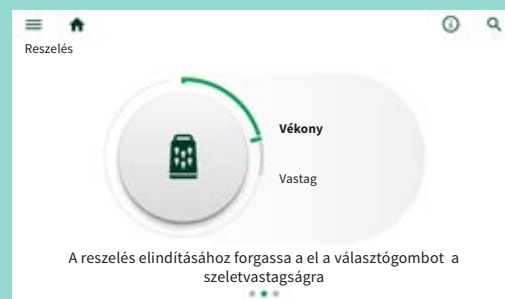 Reszelés
Vékony
Vastag
A reszelés elindításához forgassa a el a választógombot a
szeletvastagságra